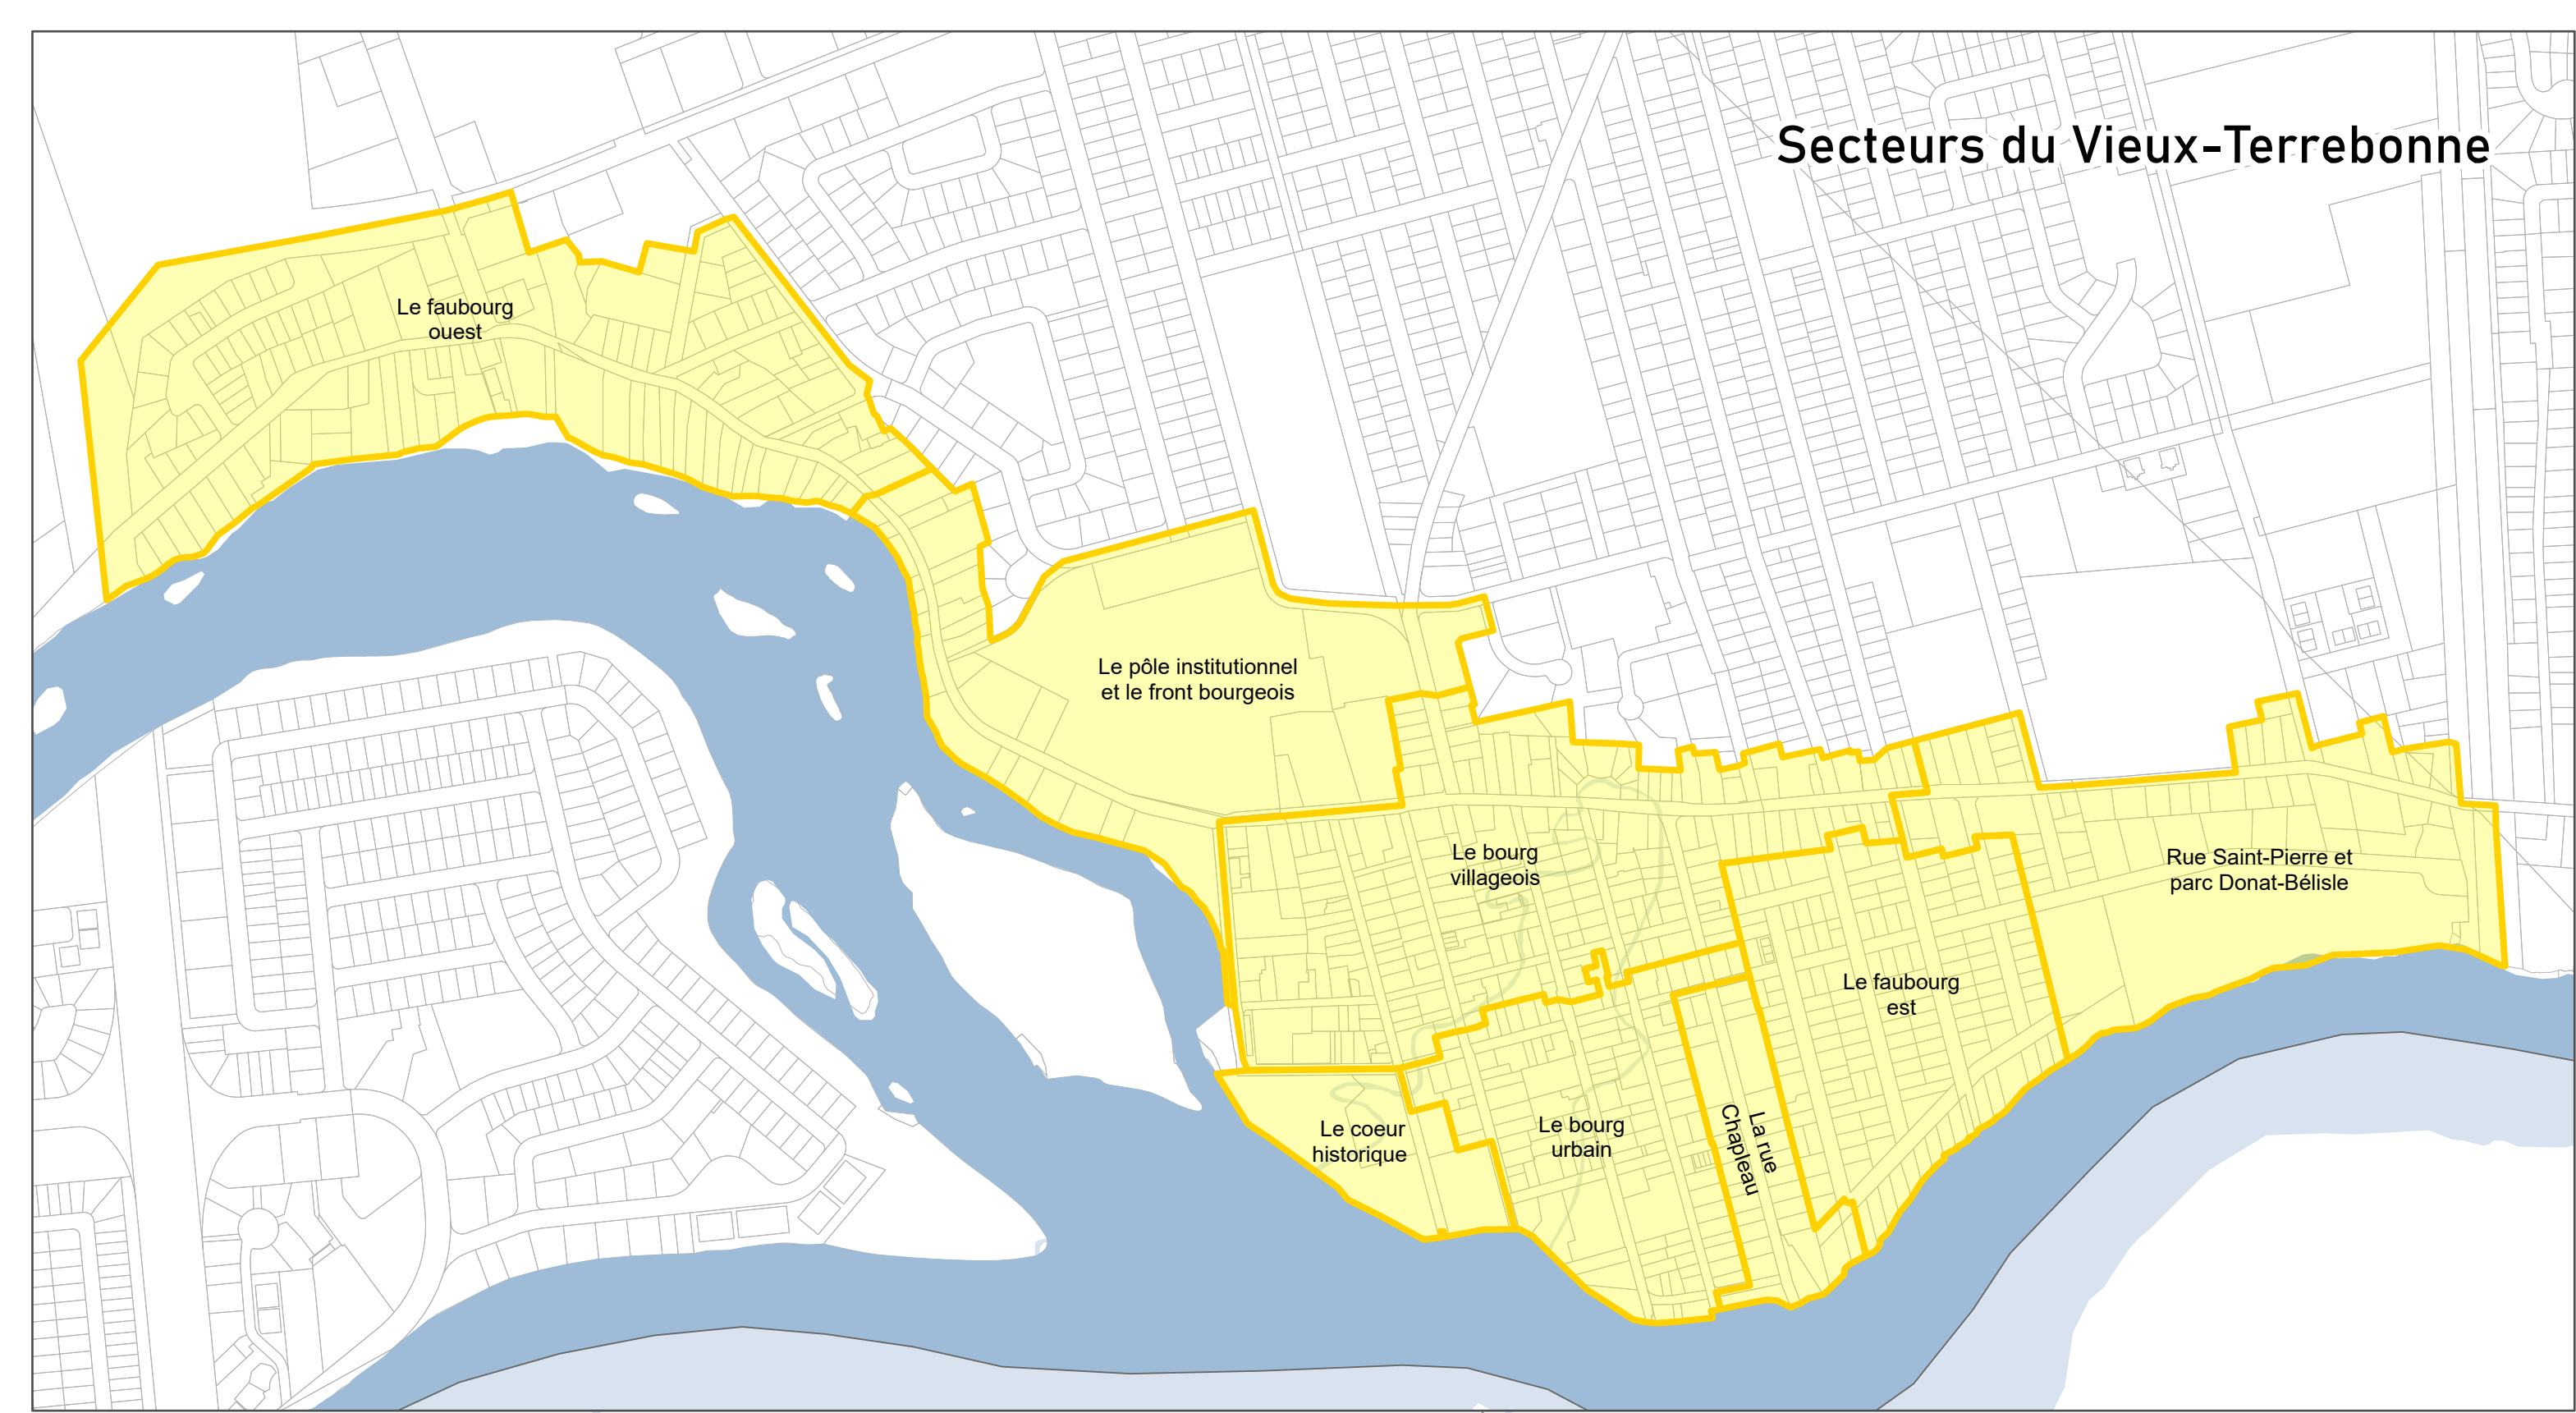 Secteurs du Vieux-Terrebonne
Le faubourg
ouest
Le pôle institutionnel
et le front bourgeois
Le bourg
villageois
Rue Saint-Pierre et
parc Donat-Bélisle
Le faubourg
est
Le coeur
historique
Le bourg
urbain
La rue
Chapleau